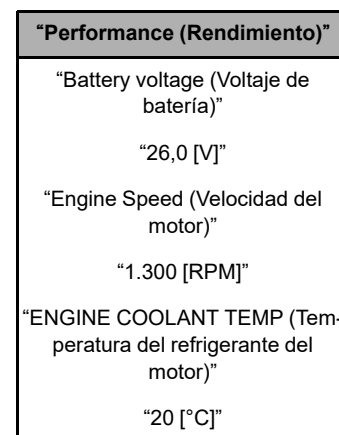 “Performance (Rendimiento)”
“Battery voltage (Voltaje de
batería)”
“26,0 [V]”
“Engine Speed (Velocidad del
motor)”
“1.300 [RPM]”
“ENGINE COOLANT TEMP (Tem-
peratura del refrigerante del
motor)”
“20 [°C]”